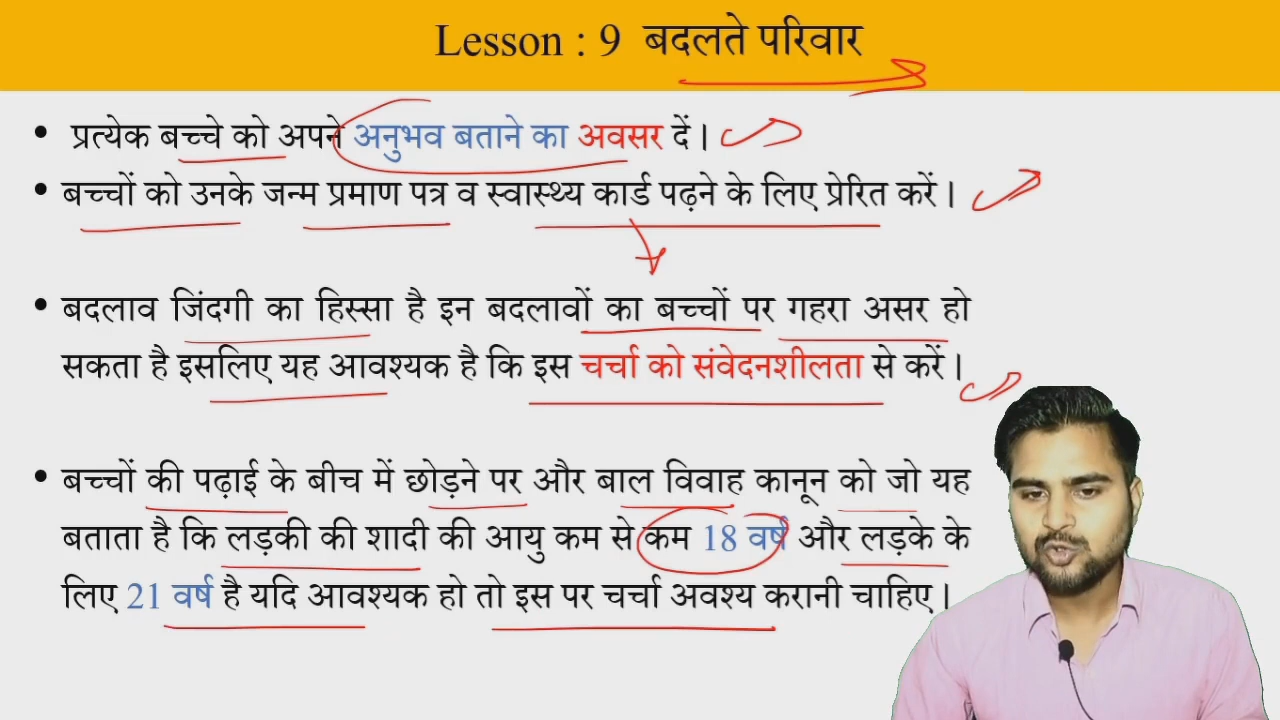 Lesson : 9 बदलते परिवार
• प्रत्येक बच्चे को अपने अनुभव बताने का अवसर दें।
• बच्चों को उनके जन्म प्रमाण पत्र व स्वास्थ्य कार्ड पढ़ने के लिए प्रेरित करें।
• बदलाव जिंदगी का हिस्सा है इन बदलावों का बच्चों पर गहरा असर हो
सकता है इसलिए यह आवश्यक है कि इस चर्चा को संवेदनशीलता से करें।
• बच्चों की पढ़ाई के बीच में छोड़ने पर और बाल विवाह कानून को जो यह
बताता है कि लड़की की शादी की आयु कम से कम 18 वर्ष और लड़के के
लिए 21 वर्ष है यदि आवश्यक हो तो इस पर चर्चा अवश्य करानी चाहिए।